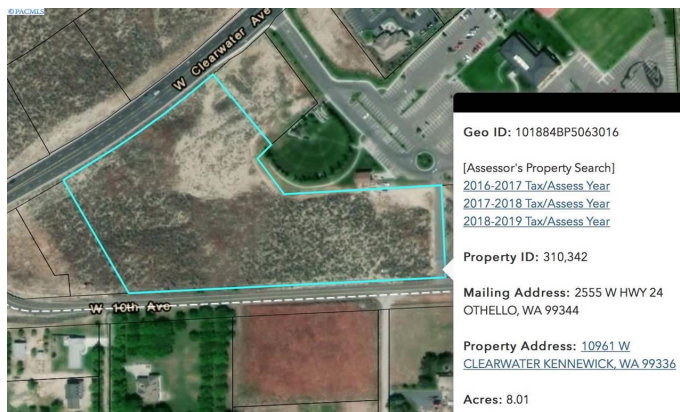 © PACMLS
W Clearwater Ave
W 10th Ave
Geo ID: 101884BP5063016
[Assessor's Property Search]
2016-2017 Tax/Assess Year
2017-2018 Tax/Assess Year
2018-2019 Tax/Assess Year
Property ID: 310,342
Mailing Address: 2555 W HWY 24
OTHELLO, WA 99344
Property Address: 10961 W
CLEARWATER KENNEWICK, WA 99336
Acres: 8.01